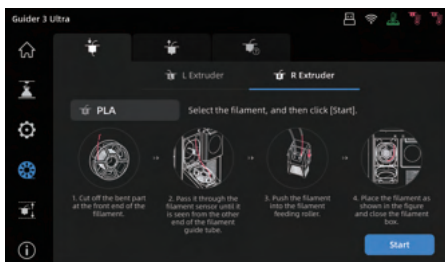 Guider 3 Ultra
L Extruder
R Extruder
PLA
Select the filament, and then click [Start].
1. Cut off the bent part
at the front end of the
fillament.
2. Pass it through the
filament sensor until it
is seen from the other
end of the filament
guide tube.
3. Push the filament
into the filament
feeding roller.
4. Place the filament as
shown in the figure
and close the filament
box.
Start